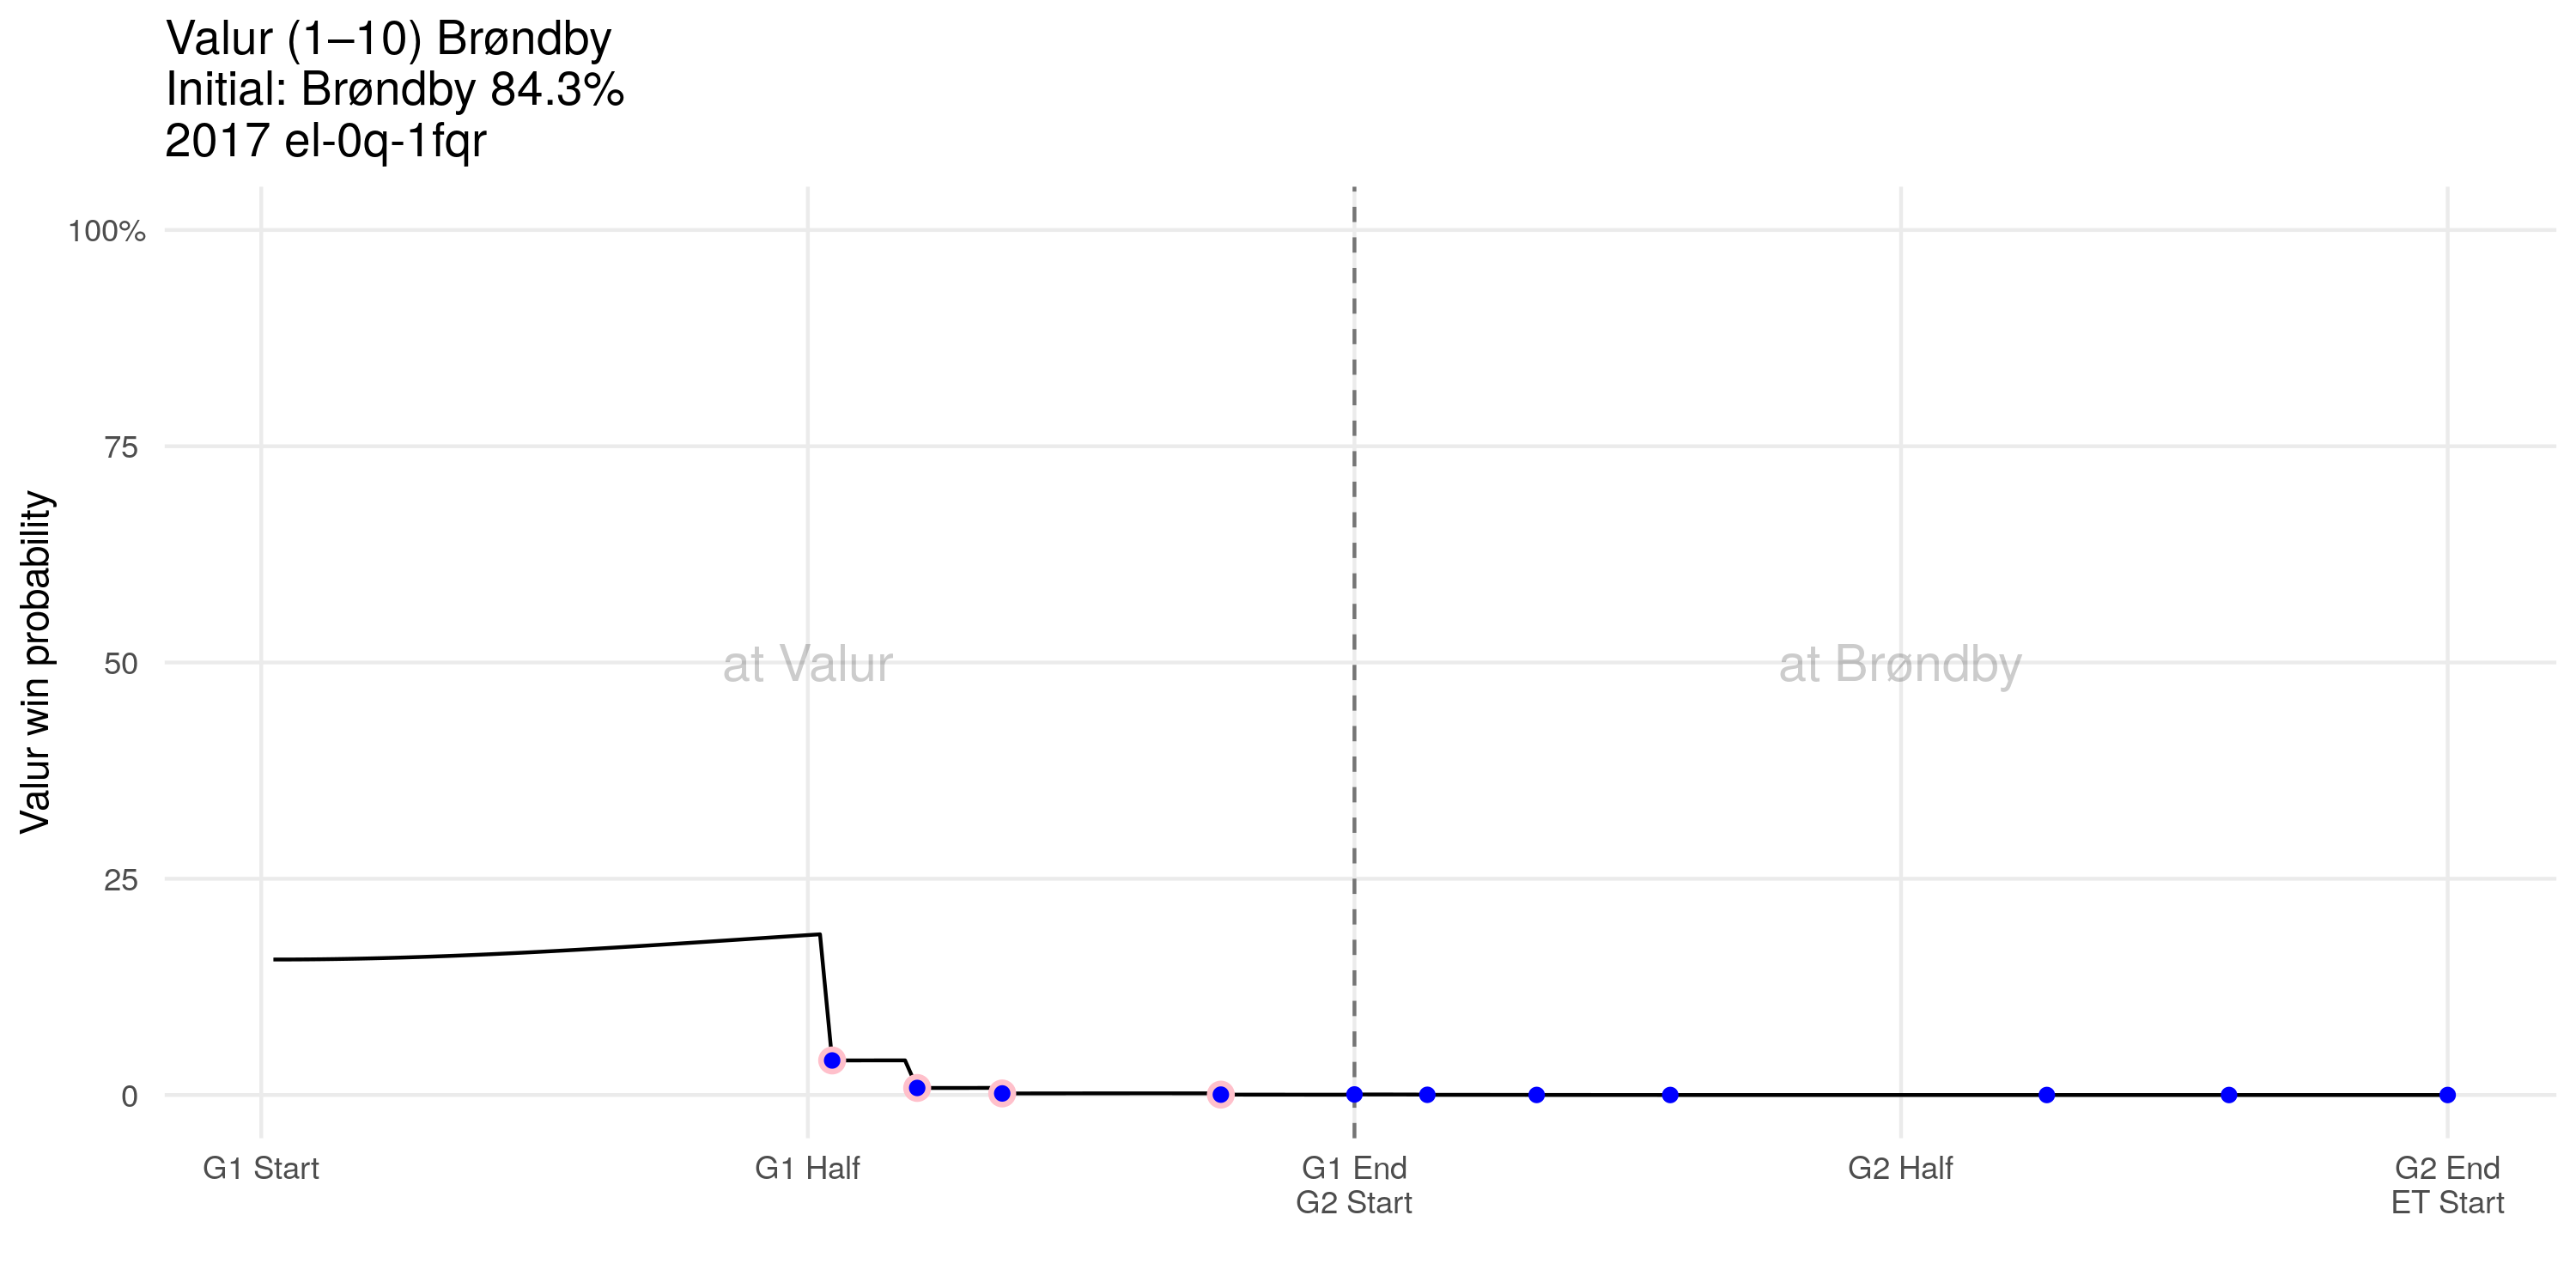 Valur (1–10) Brøndby
Initial: Brøndby 84.3%
2017 el-0q-1fqr
Valur win probability
100%
75
50
25
0
at Valur
at Brøndby
G1 Start
G1 Half
G1 End
G2 Start
G2 Half
G2 End
ET Start